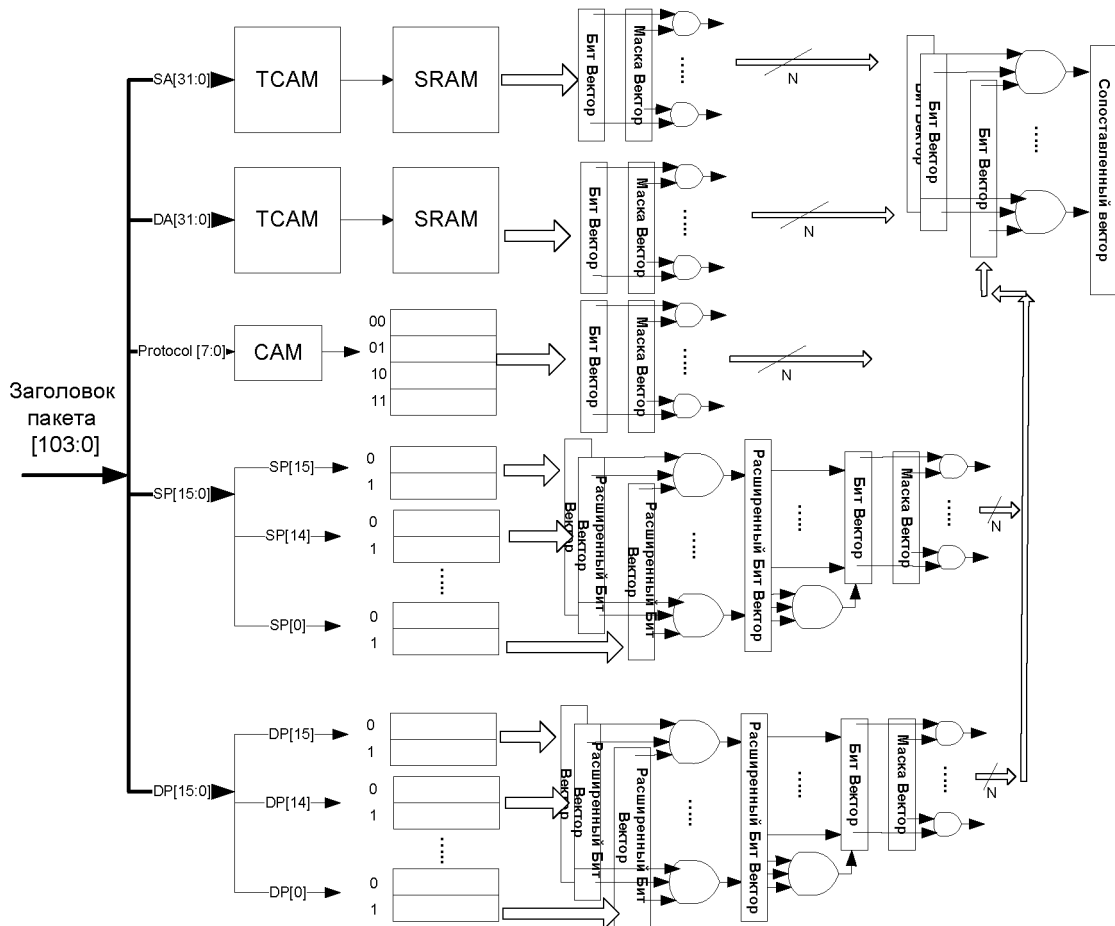 SA[31:0]
TCAM
SRAM
Бит Вектор
Маска Вектор
.....
N
Бит Вектор
Бит Вектор
Бит Вектор
.....
Сопоставленный вектор
DA[31:0]
TCAM
SRAM
Бит Вектор
Маска Вектор
.....
N
Protocol [7:0]
CAM
00
01
10
11
Бит Вектор
Маска Вектор
.....
N
Заголовок
пакета
[103:0]
SP[15:0]
SP[15]
0
1
SP[14]
0
1
.....
SP[0]
0
1
Вектор
Расширенный Бит
Вектор
Расширенный Бит
Вектор
.....
Расширенный Бит Вектор
.....
Бит Вектор
Маска Вектор
.....
N
DP[15:0]
DP[15]
0
1
DP[14]
0
1
.....
DP[0]
0
1
Вектор
Расширенный Бит
Вектор
Расширенный Бит
Вектор
.....
Расширенный Бит Вектор
.....
Бит Вектор
Маска Вектор
.....
N